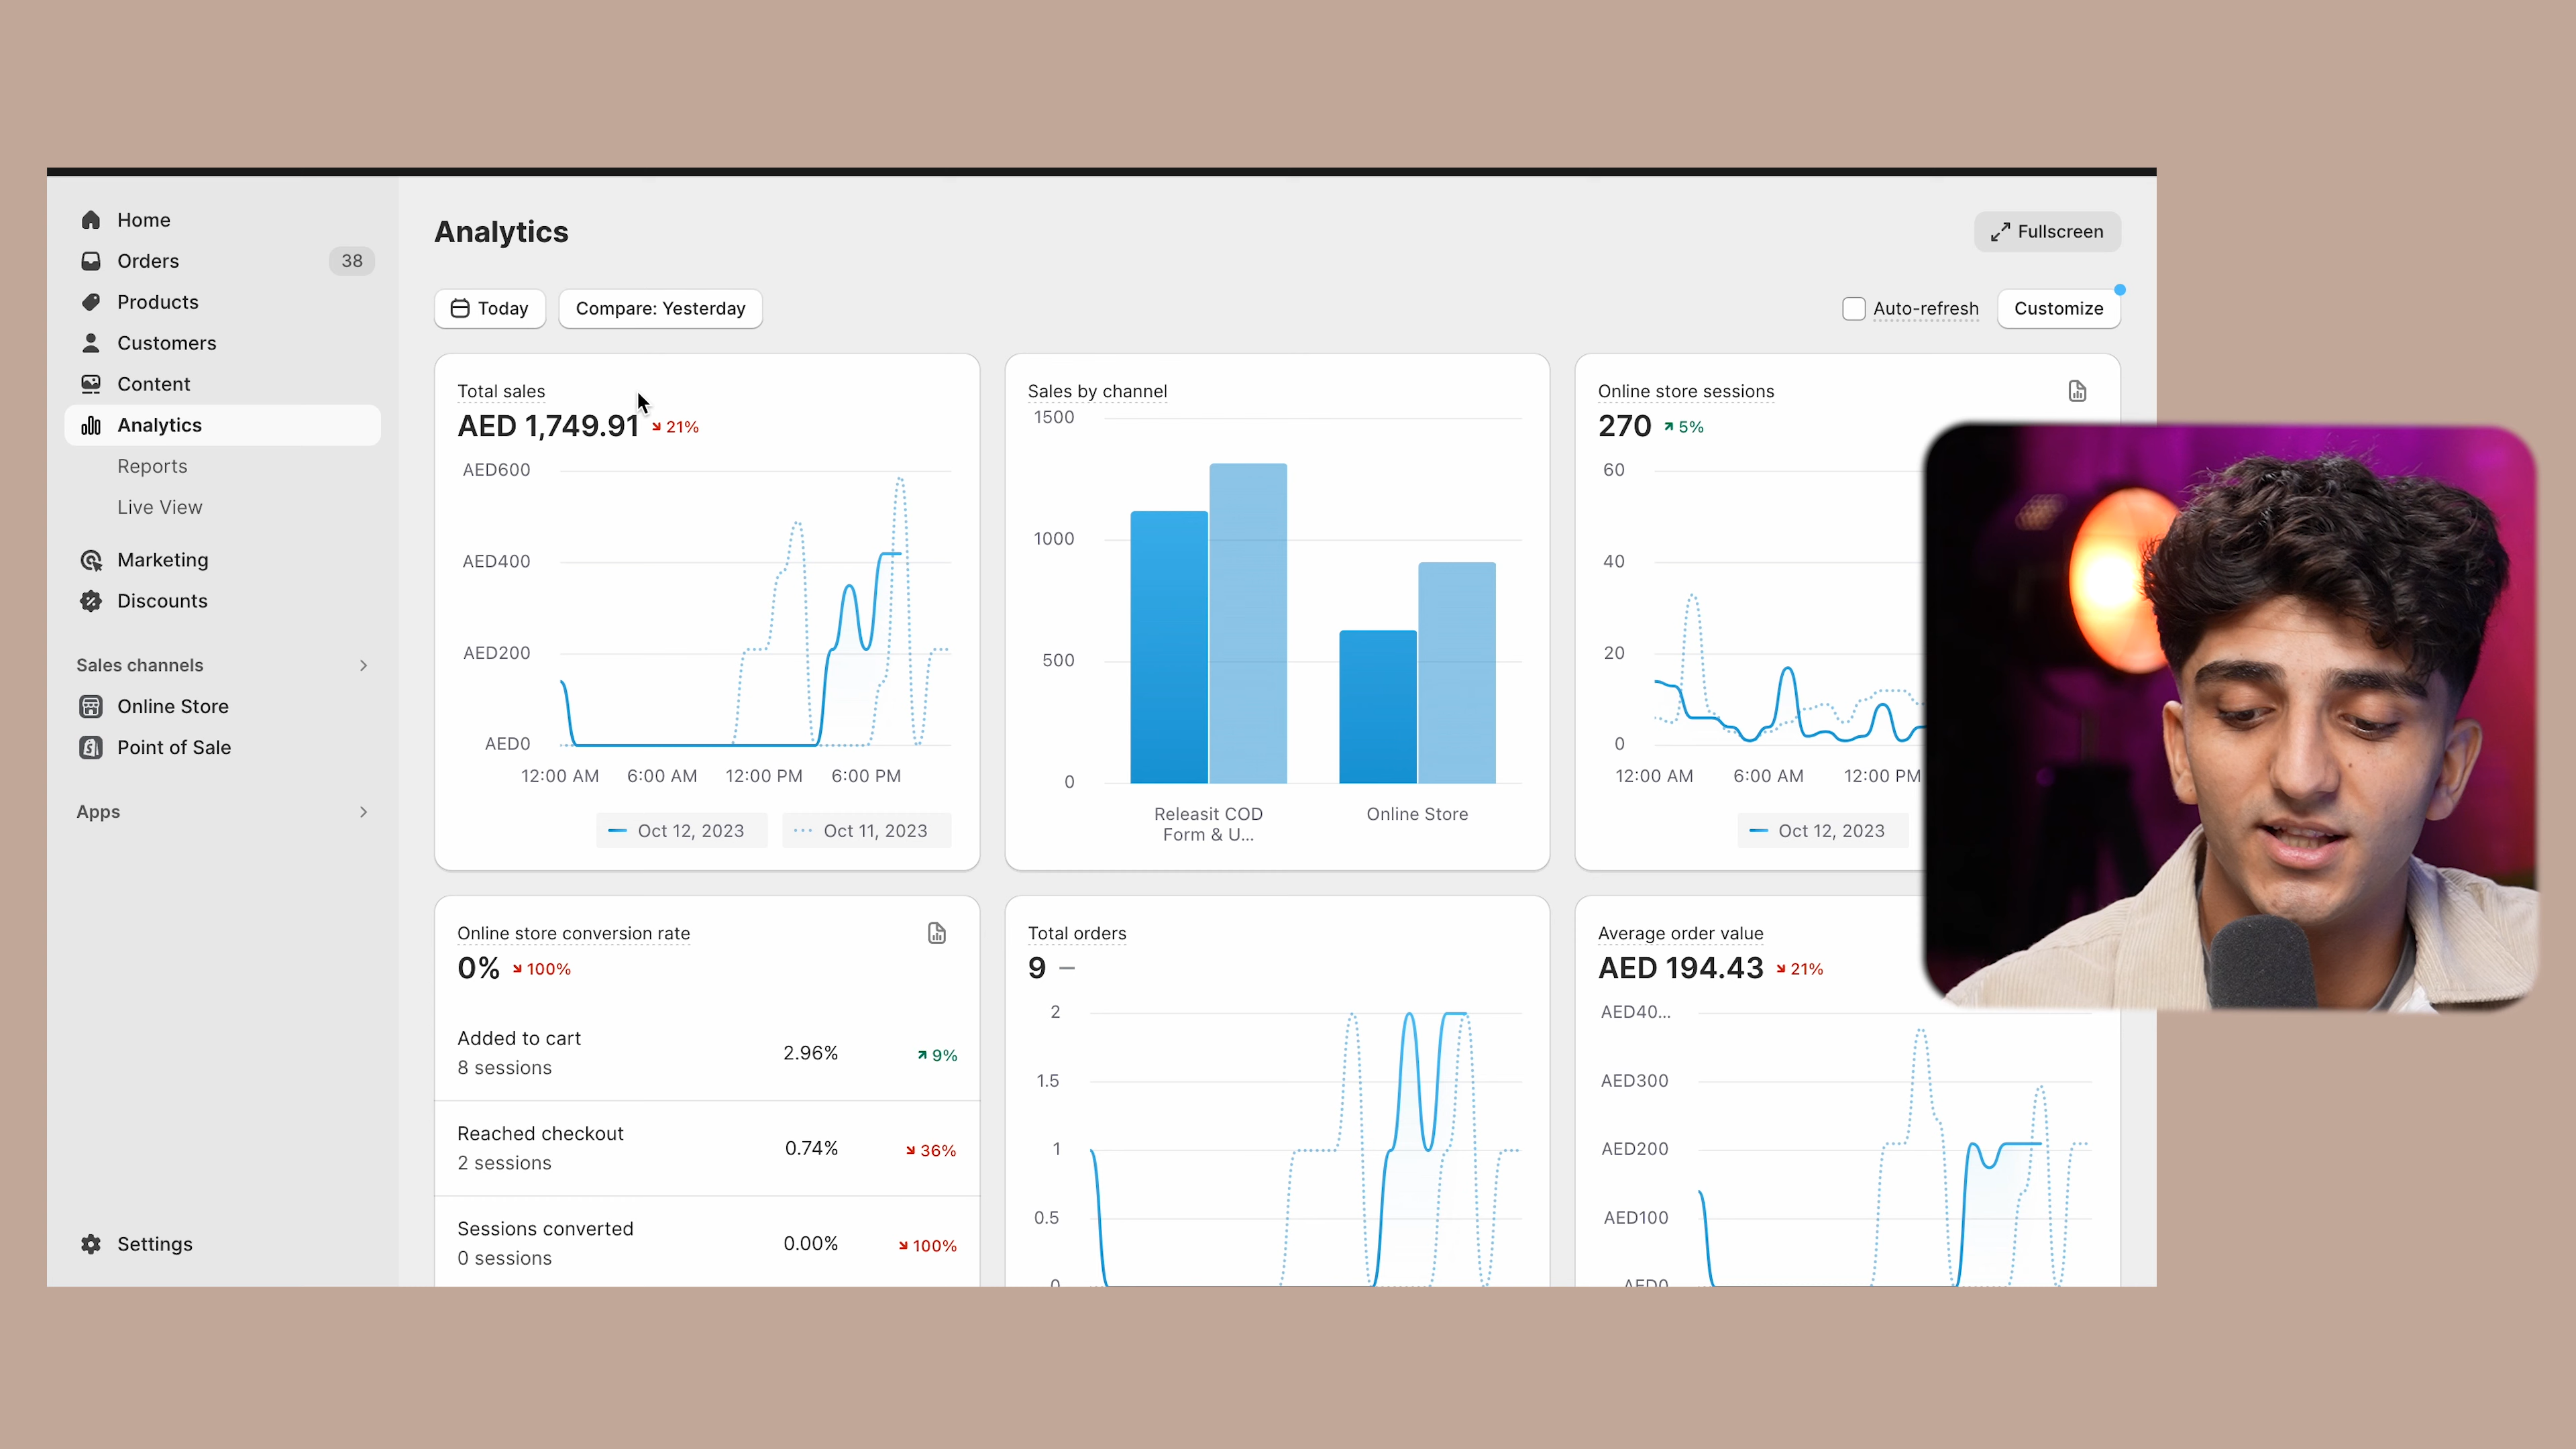 Home
Orders 38
Products
Customers
Content
Analytics
Reports
Live View
Marketing
Discounts
Sales channels
Online Store
Point of Sale
Apps
Settings
Analytics
Fullscreen
Today
Compare: Yesterday
Auto-refresh
Customize
Total sales
AED 1,749.91 21%
AED600
AED400
AED200
AED0
12:00 AM 6:00 AM 12:00 PM 6:00 PM
Oct 12, 2023 Oct 11, 2023
Sales by channel
1500
1000
500
0
Releasit COD
Form & U...
Online Store
Online store sessions
270 5%
60
40
20
0
12:00 AM 6:00 AM 12:00 PM
Oct 12, 2023
Online store conversion rate
0% 100%
Added to cart
8 sessions
2.96% 9%
Reached checkout
2 sessions
0.74% 36%
Sessions converted
0 sessions
0.00% 100%
Total orders
9 –
2
1.5
1
0.5
0
Average order value
AED 194.43 21%
AED40...
AED300
AED200
AED100
AED0